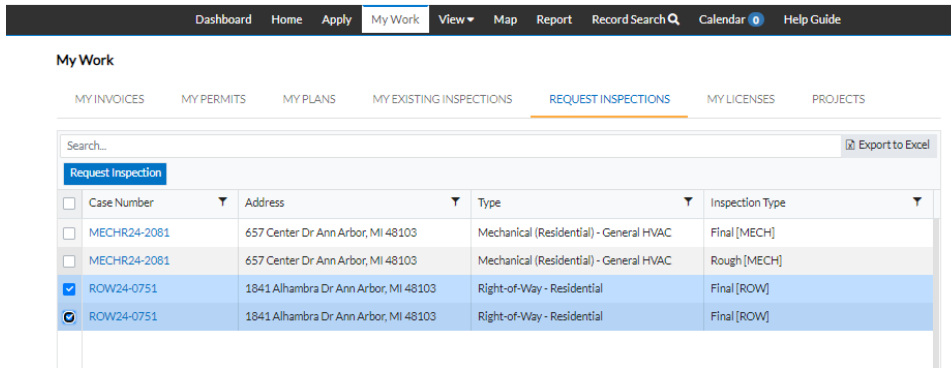 Dashboard Home Apply My Work View Map Report Record Search Calendar 0 Help Guide
My Work
MY INVOICES MY PERMITS MY PLANS MY EXISTING INSPECTIONS REQUEST INSPECTIONS MY LICENSES PROJECTS
Search... Export to Excel
Request Inspection
Case Number Address Type Inspection Type
MECHR24-2081 657 Center Dr Ann Arbor, MI 48103 Mechanical (Residential) - General HVAC Final [MECH]
MECHR24-2081 657 Center Dr Ann Arbor, MI 48103 Mechanical (Residential) - General HVAC Rough [MECH]
ROW24-0751 1841 Alhambra Dr Ann Arbor, MI 48103 Right-of-Way - Residential Final [ROW]
ROW24-0751 1841 Alhambra Dr Ann Arbor, MI 48103 Right-of-Way - Residential Final [ROW]